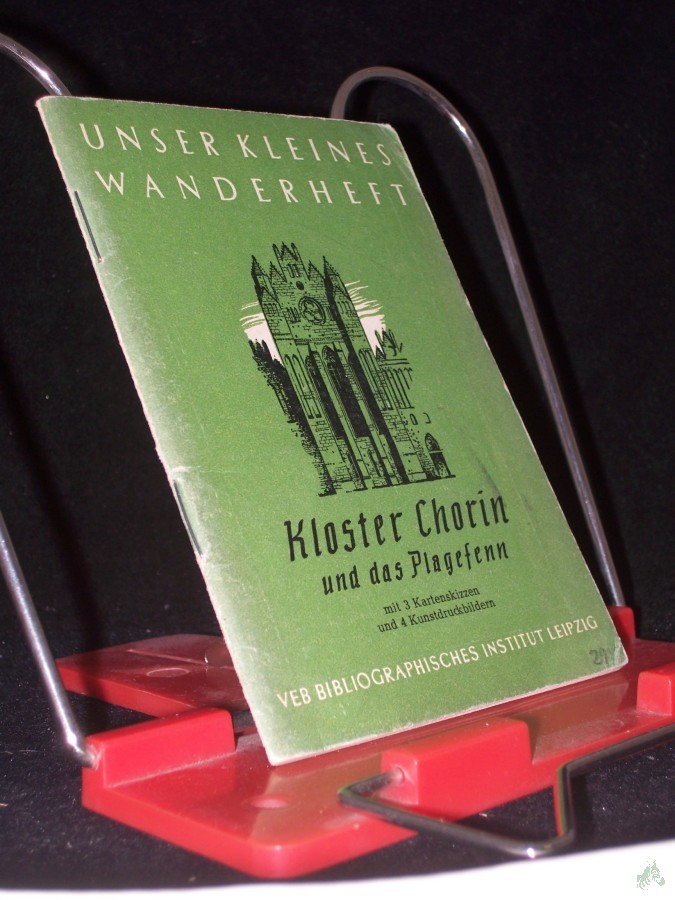 UNSER KLEINES
WANDERHEFT
Kloster Chorin
und das Plagefenn
mit 3 Kartenskizzen
und 4 Kunstdruckbildern
VEB BIBLIOGRAPHISCHES INSTITUT LEIPZIG